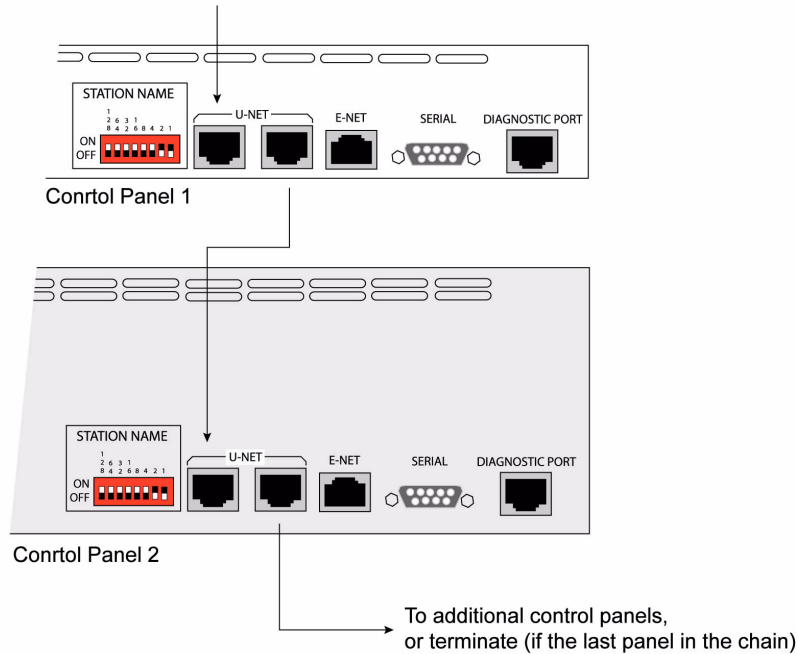 STATION NAME
1
2 6 3 1
8 4 2 6 8 4 2 1
ON
OFF
U-NET
E-NET
SERIAL
DIAGNOSTIC PORT
Conrtol Panel 1
STATION NAME
1
2 6 3 1
8 4 2 6 8 4 2 1
ON
OFF
U-NET
E-NET
SERIAL
DIAGNOSTIC PORT
Conrtol Panel 2
To additional control panels,
or terminate (if the last panel in the chain)